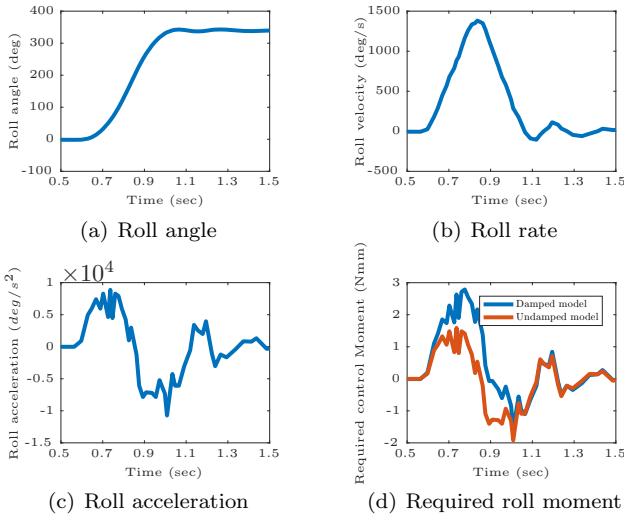 400
300
200
100
0
-100
Roll angle (deg)
0.5 0.7 0.9 1.1 1.3 1.5
Time (sec)
(a) Roll angle
1500
1000
500
0
-500
Roll velocity (deg/s)
0.5 0.7 0.9 1.1 1.3 1.5
Time (sec)
(b) Roll rate
×10⁴
1
0.5
0
-0.5
-1
-1.5
Roll acceleration (deg/s²)
0.5 0.7 0.9 1.1 1.3 1.5
Time (sec)
(c) Roll acceleration
3
2
1
0
-1
-2
Required control Moment (Nmm)
Damped model
Undamped model
0.5 0.7 0.9 1.1 1.3 1.5
Time (sec)
(d) Required roll moment